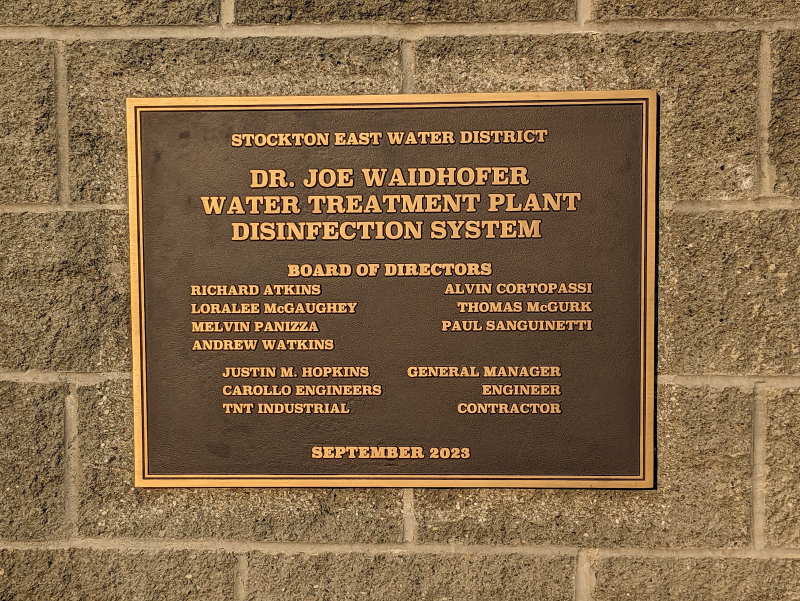 STOCKTON EAST WATER DISTRICT
DR. JOE WAIDHOFER
WATER TREATMENT PLANT
DISINFECTION SYSTEM
BOARD OF DIRECTORS
RICHARD ATKINS ALVIN CORTOPASSI
LORALEE McGAUGHEY THOMAS McGURK
MELVIN PANIZZA PAUL SANGUINETTI
ANDREW WATKINS
JUSTIN M. HOPKINS GENERAL MANAGER
CAROLLO ENGINEERS ENGINEER
TNT INDUSTRIAL CONTRACTOR
SEPTEMBER 2023